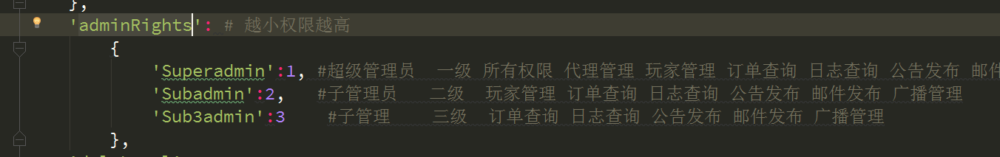 },
'adminRights': # 越小权限越高
{
'Superadmin':1, #超级管理员 一级 所有权限 代理管理 玩家管理 订单查询 日志查询 公告发布 邮件
'Subadmin':2, #子管理员 二级 玩家管理 订单查询 日志查询 公告发布 邮件发布 广播管理
'Sub3admin':3 #子管理 三级 订单查询 日志查询 公告发布 邮件发布 广播管理
},